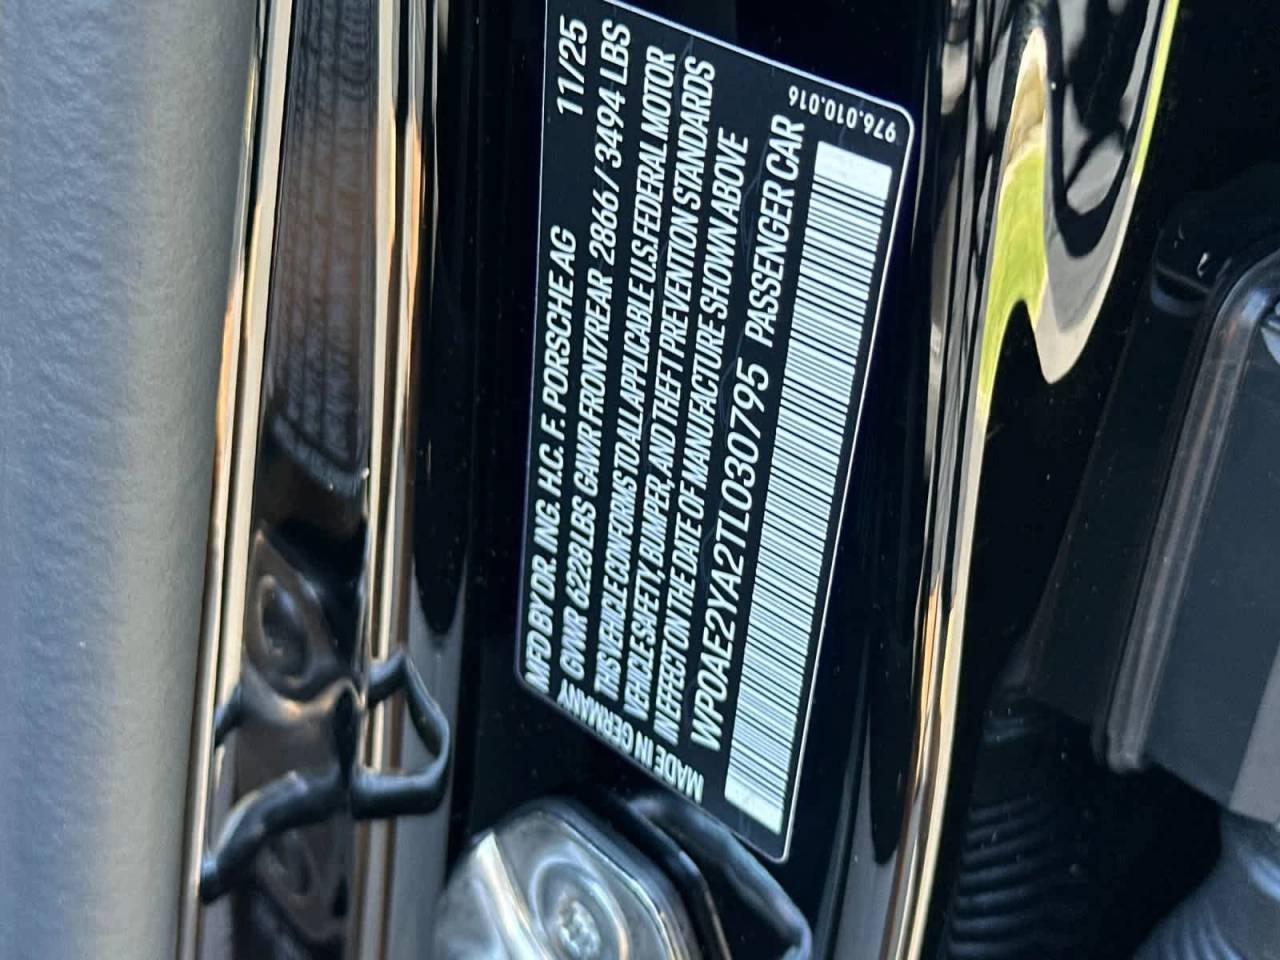 976.010.016
MFD BY DR. ING. H.C. F. PORSCHE AG 11/25
GVWR 6228 LBS GAWR FRONT/REAR 2866/3494 LBS
THIS VEHICLE CONFORMS TO ALL APPLICABLE U.S. FEDERAL MOTOR
VEHICLE SAFETY, BUMPER, AND THEFT PREVENTION STANDARDS
IN EFFECT ON THE DATE OF MANUFACTURE SHOWN ABOVE
WP0AE2YA2TL030795 PASSENGER CAR
MADE IN GERMANY